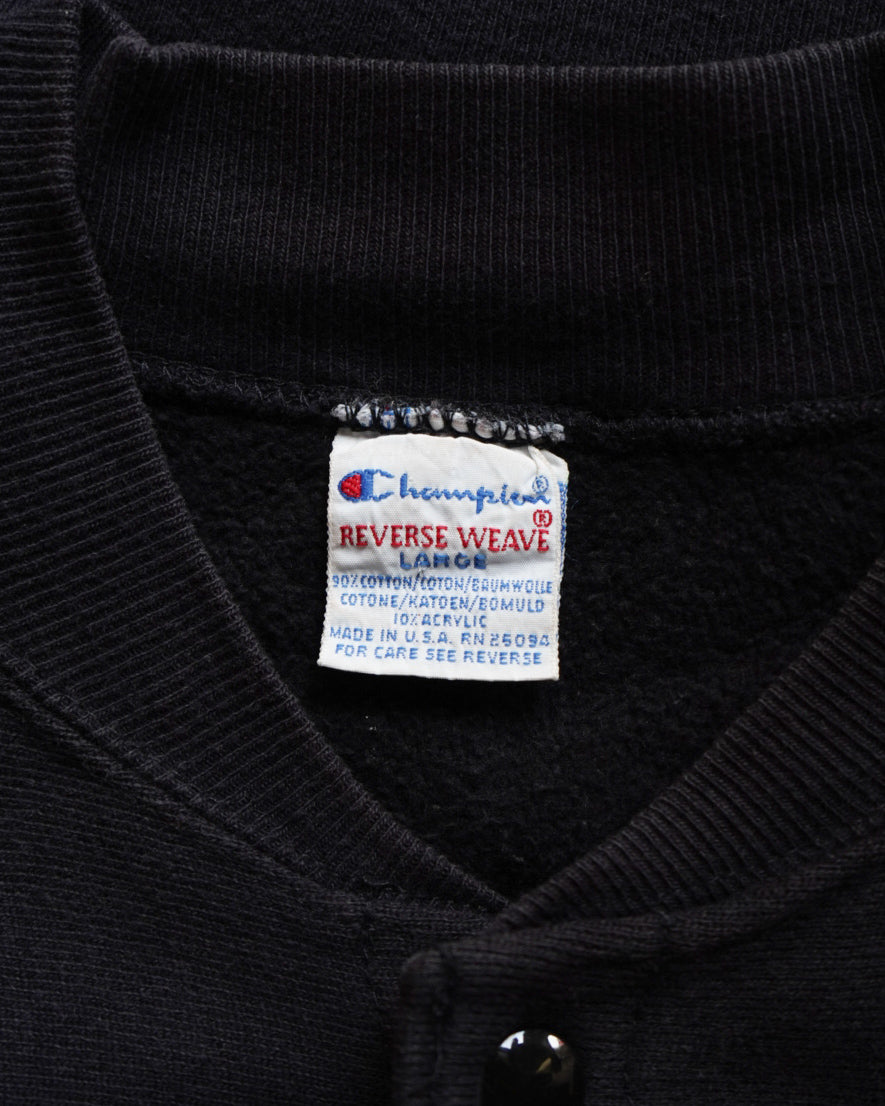 Champion®
REVERSE WEAVE®
LARGE
90% COTTON/COTON/BAUMWOLLE
COTONE/KATOEN/BOMULD
10% ACRYLIC
MADE IN U.S.A. RN 26094
FOR CARE SEE REVERSE